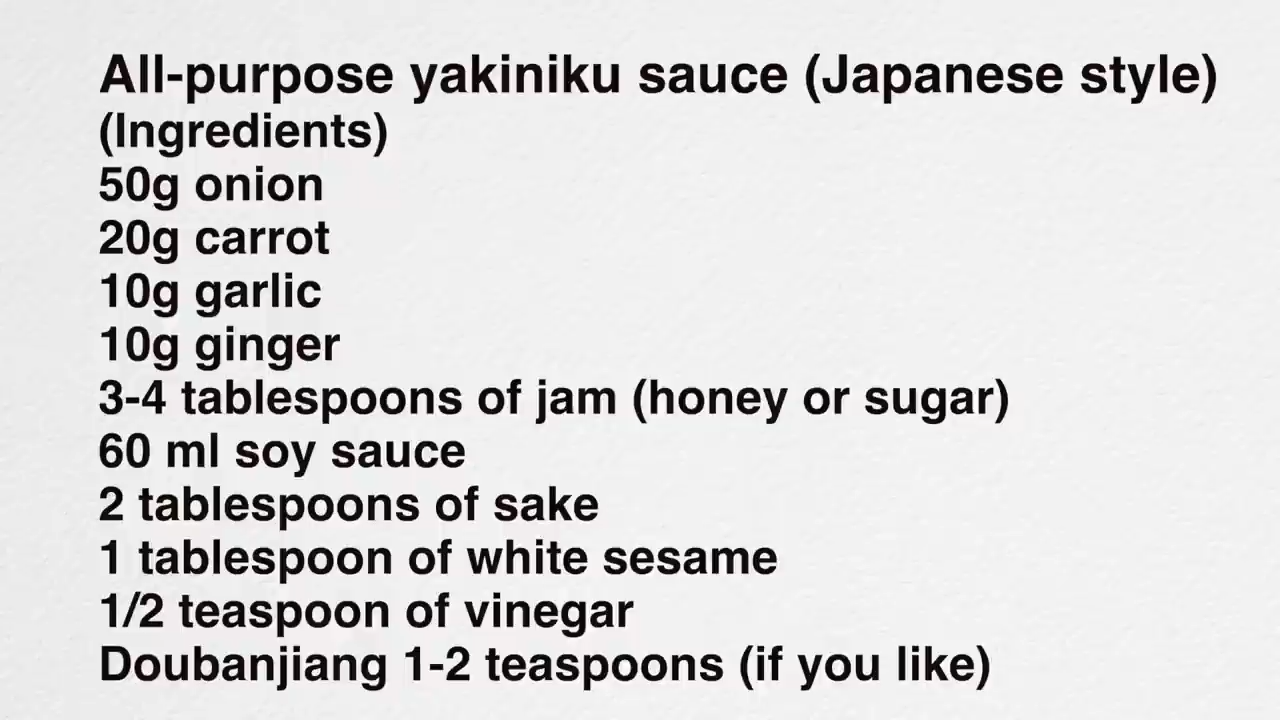 All-purpose yakiniku sauce (Japanese style)
(Ingredients)
50g onion
20g carrot
10g garlic
10g ginger
3-4 tablespoons of jam (honey or sugar)
60 ml soy sauce
2 tablespoons of sake
1 tablespoon of white sesame
1/2 teaspoon of vinegar
Doubanjiang 1-2 teaspoons (if you like)